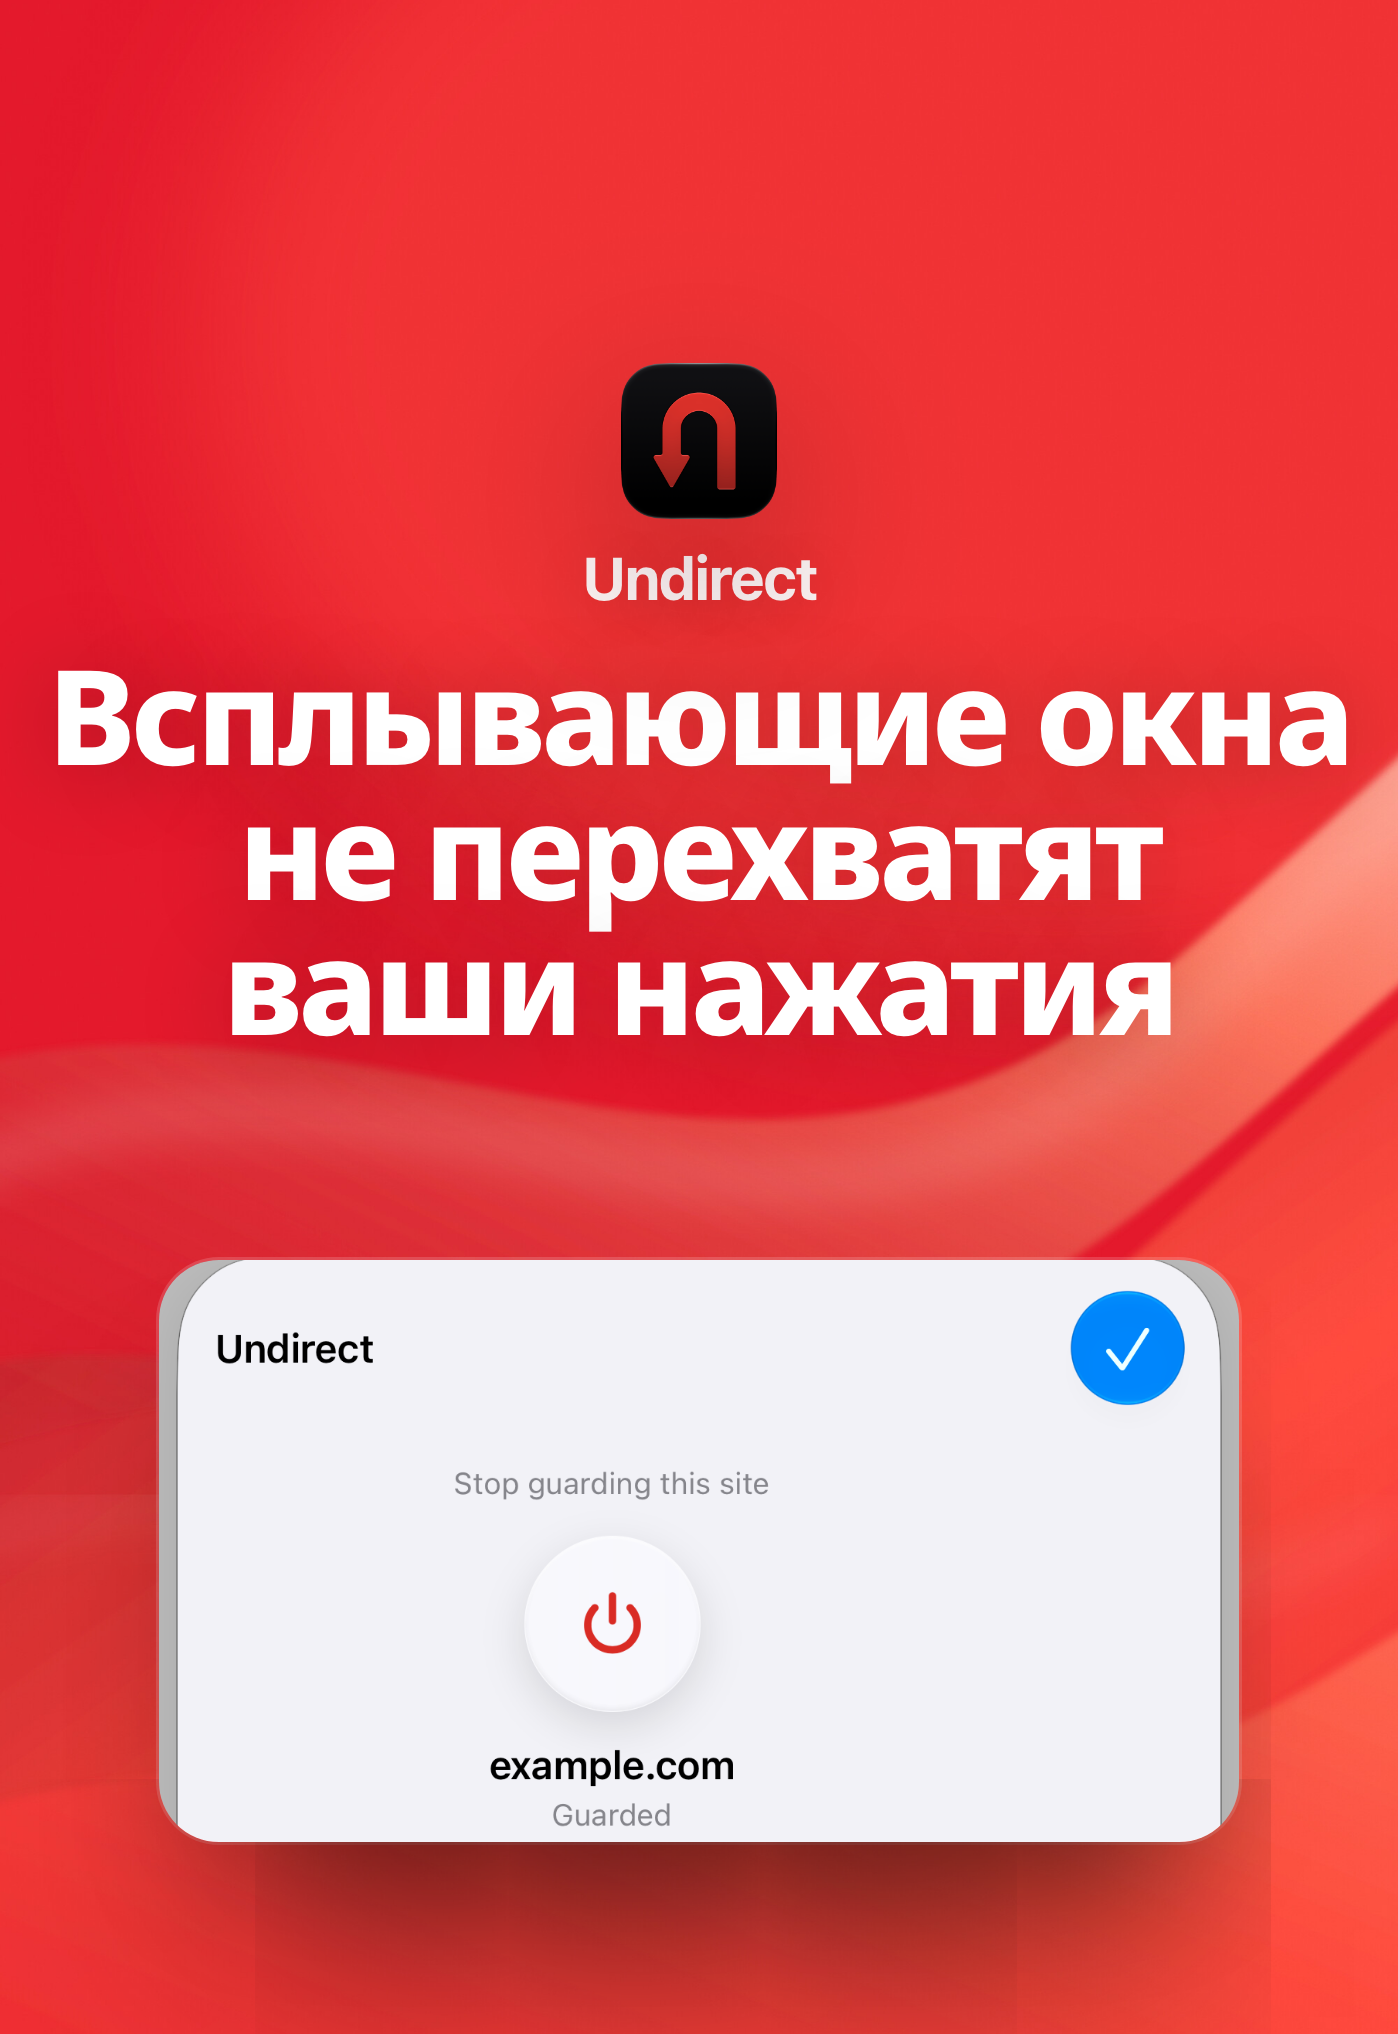 Undirect
Всплывающие окна
не перехватят
ваши нажатия
Undirect
Stop guarding this site
example.com
Guarded